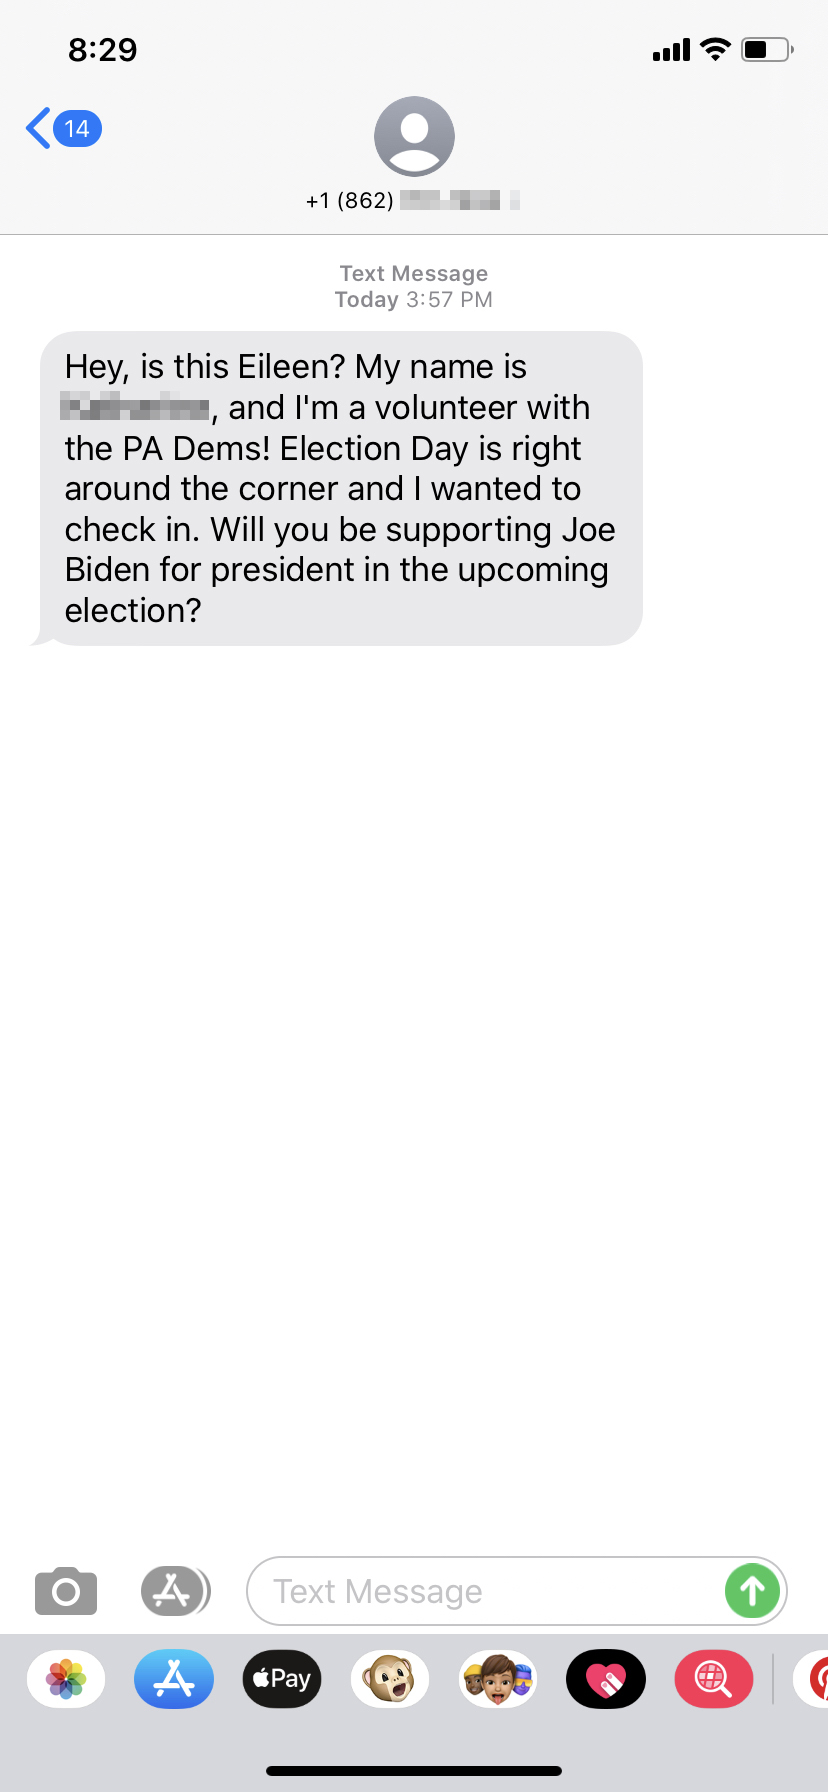 8:29
14
+1 (862)
Text Message
Today 3:57 PM
Hey, is this Eileen? My name is
, and I'm a volunteer with
the PA Dems! Election Day is right
around the corner and I wanted to
check in. Will you be supporting Joe
Biden for president in the upcoming
election?
Text Message
Pay